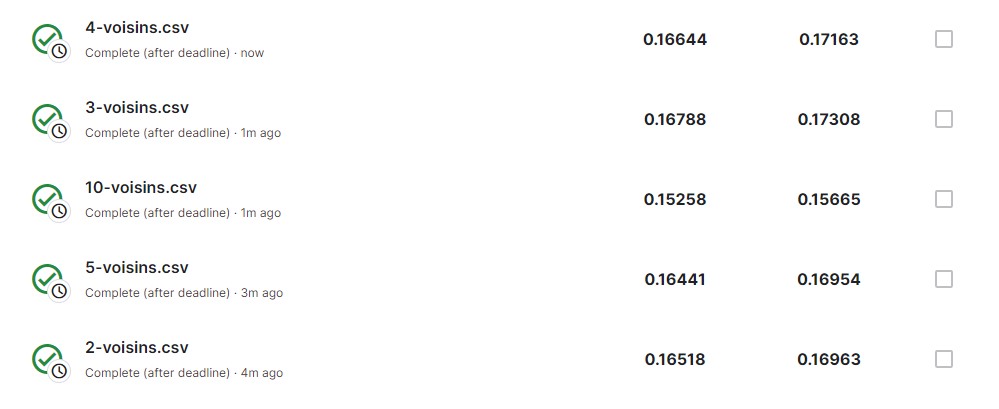 4-voisins.csv
Complete (after deadline) · now
0.16644 0.17163
3-voisins.csv
Complete (after deadline) · 1m ago
0.16788 0.17308
10-voisins.csv
Complete (after deadline) · 1m ago
0.15258 0.15665
5-voisins.csv
Complete (after deadline) · 3m ago
0.16441 0.16954
2-voisins.csv
Complete (after deadline) · 4m ago
0.16518 0.16963